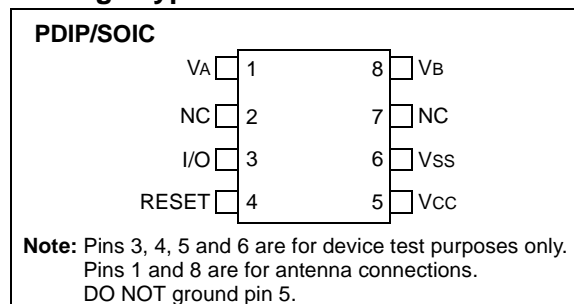 PDIP/SOIC
VA 1 8 VB
NC 2 7 NC
I/O 3 6 VSS
RESET 4 5 VCC
Note: Pins 3, 4, 5 and 6 are for device test purposes only.
Pins 1 and 8 are for antenna connections.
DO NOT ground pin 5.